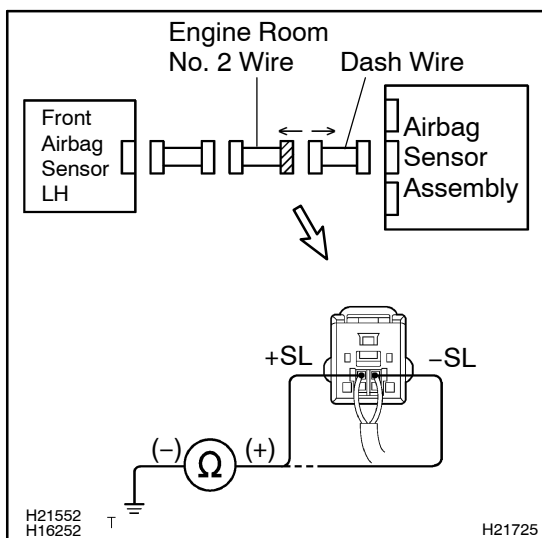 Engine Room
No. 2 Wire
Dash Wire
Front
Airbag
Sensor
LH
Airbag
Sensor
Assembly
+SL
−SL
(−)
Ω
(+)
H21552
H16252
T
H21725